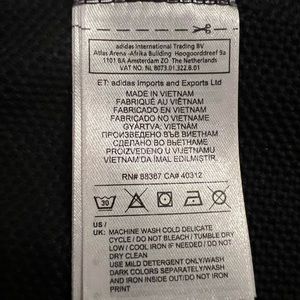 adidas International Trading BV
Atlas Arena - Afrika Building Hoogoorddreef 9a
1101 BA Amsterdam ZO The Netherlands
VAT NO. NL 8073.01.322.B.01
ET: adidas Imports and Exports Ltd
MADE IN VIETNAM
FABRIQUÉ AU VIÊTNAM
FABRICADO EN VIETNAM
FABRICADO NO VIETNAME
GYÁRTVA: VIETNAM
ПРОИЗВЕДЕНО ВЪВ ВИЕТНАМ
СДЕЛАНО ВО ВЬЕТНАМЕ
PROIZVEDENO U VIJETNAMU
VIETNAM'DA İMAL EDİLMİŞTİR.
RN# 88387 CA# 40312
30
US /
UK: MACHINE WASH COLD DELICATE
CYCLE / DO NOT BLEACH / TUMBLE DRY
LOW / COOL IRON IF NEEDED / DO NOT
DRY CLEAN
USE MILD DETERGENT ONLY/WASH
DARK COLORS SEPARATELY/WASH
AND IRON INSIDE OUT/DO NOT IRON
PRINT